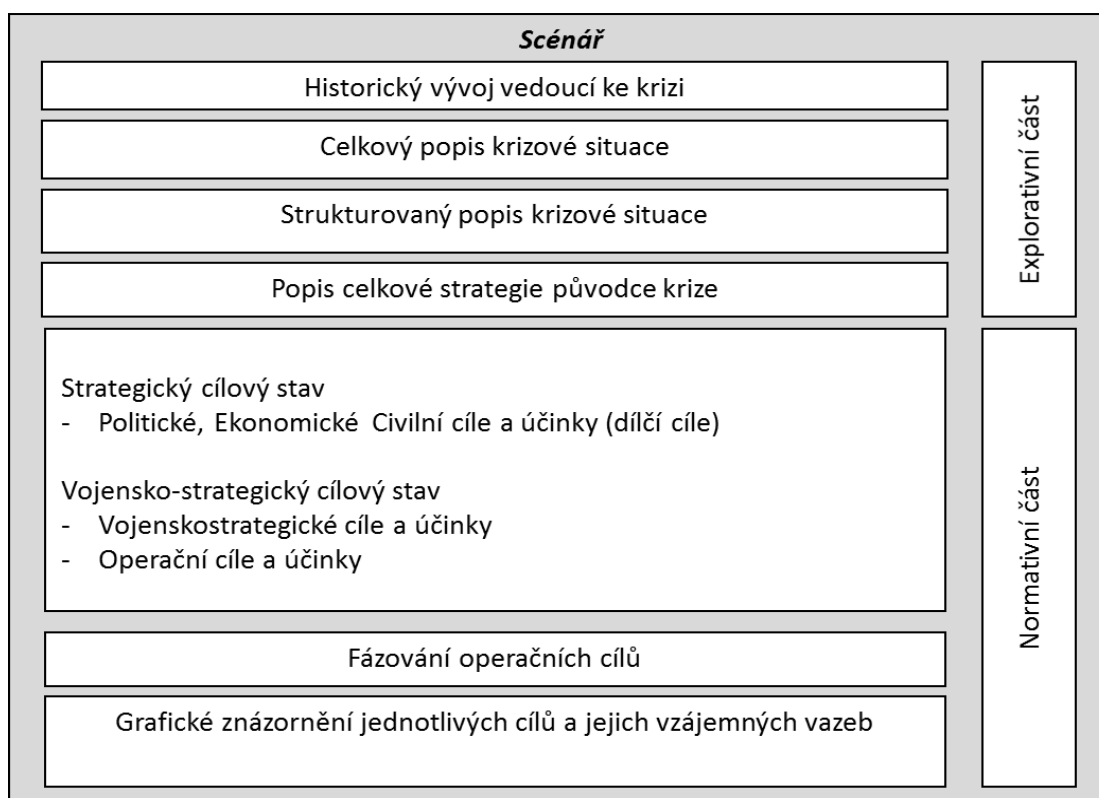 Scénář
Historický vývoj vedoucí ke krizi
Celkový popis krizové situace
Strukturovaný popis krizové situace
Popis celkové strategie původce krize
Explorativní část
Strategický cílový stav
- Politické, Ekonomické Civilní cíle a účinky (dílčí cíle)
Vojensko-strategický cílový stav
- Vojenskostrategické cíle a účinky
- Operační cíle a účinky
Fázování operačních cílů
Grafické znázornění jednotlivých cílů a jejich vzájemných vazeb
Normativní část